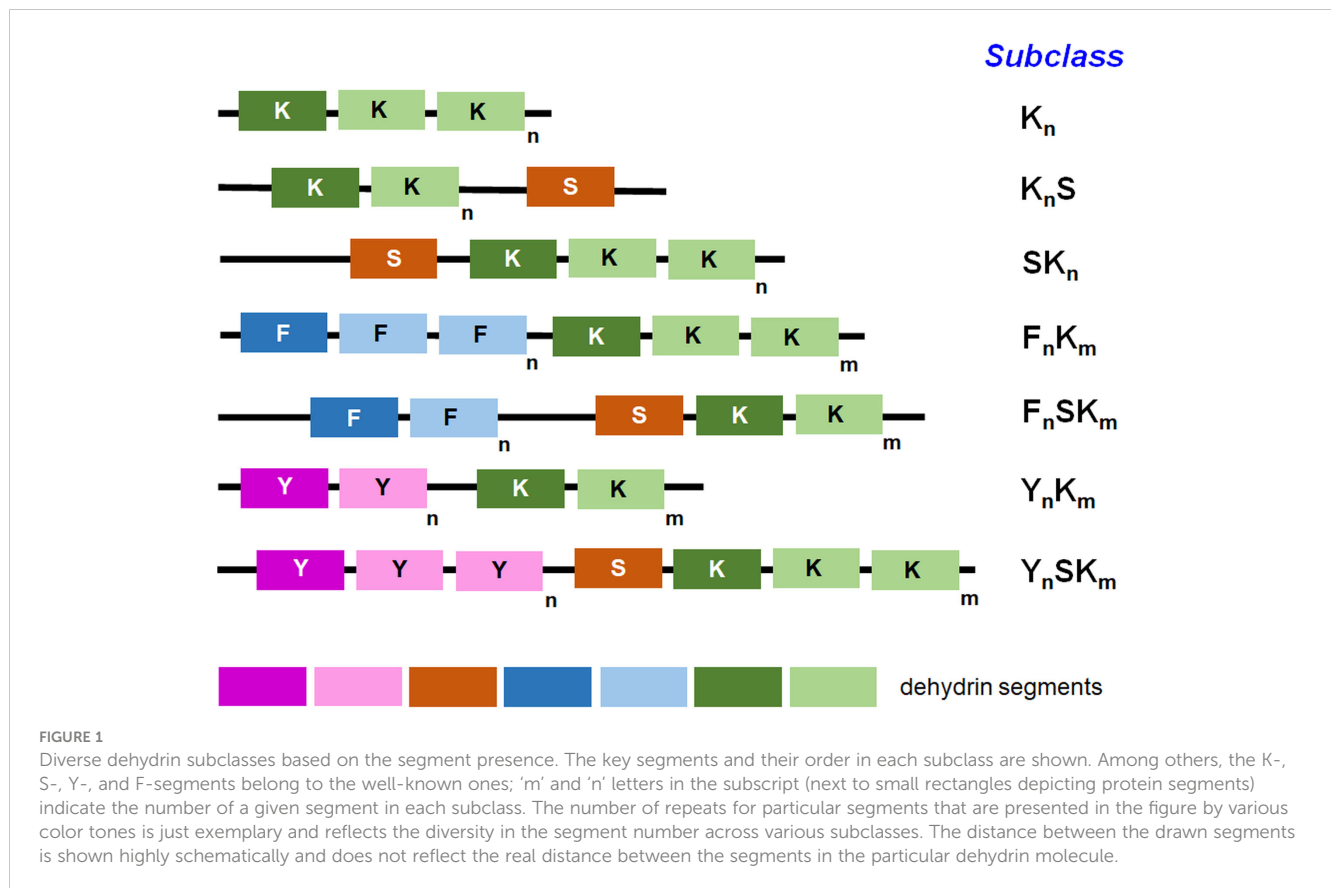 Subclass
K K K n Kn
K K n S KnS
S K K K n SKn
F F F n K K K m FnKm
F F n S K K m FnSKm
Y Y n K K m YnKm
Y Y Y n S K K K m YnSKm
dehydrin segments
FIGURE 1
Diverse dehydrin subclasses based on the segment presence. The key segments and their order in each subclass are shown. Among others, the K-,
S-, Y-, and F-segments belong to the well-known ones; ‘m’ and ‘n’ letters in the subscript (next to small rectangles depicting protein segments)
indicate the number of a given segment in each subclass. The number of repeats for particular segments that are presented in the figure by various
color tones is just exemplary and reflects the diversity in the segment number across various subclasses. The distance between the drawn segments
is shown highly schematically and does not reflect the real distance between the segments in the particular dehydrin molecule.